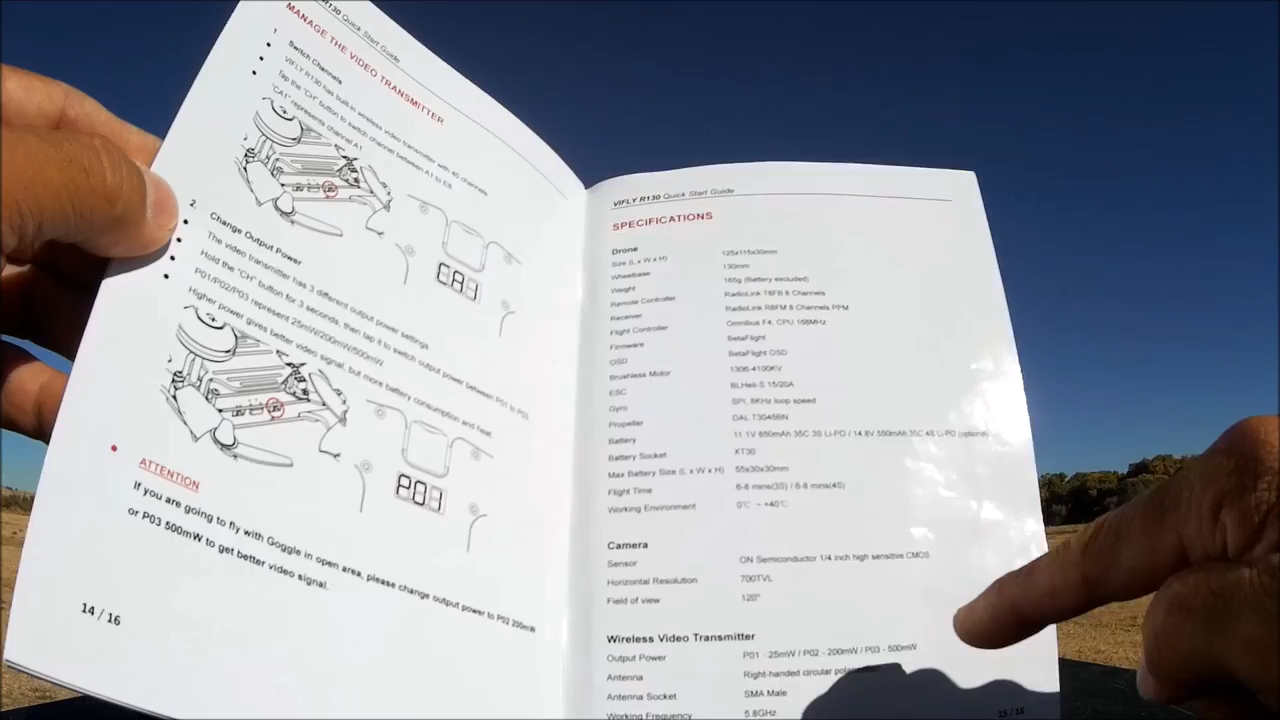 R130 Quick Start Guide
MANAGE THE VIDEO TRANSMITTER
1. Switch Channels
VIFLY R130 has built-in wireless video transmitter with 40 channels
Tap the "CH" button to switch channel between A1 to E8.
"CA1" represents channel A1
CA1
2. Change Output Power
The video transmitter has 3 different output power settings.
Hold the "CH" button for 3 seconds, then tap it to switch output power between P01 to P03.
P01/P02/P03 represent 25mW/200mW/500mW.
Higher power gives better video signal, but more battery consumption and heat.
P01
ATTENTION
If you are going to fly with Goggle in open area, please change output power to P02 200mW
or P03 500mW to get better video signal.
14 / 16
VIFLY R130 Quick Start Guide
SPECIFICATIONS
Drone
Size (L x W x H) 125x115x30mm
Wheelbase 130mm
Weight 165g (Battery excluded)
Remote Controller RadioLink T8FB 8 Channels
Receiver RadioLink R8FM 8 Channels PPM
Flight Controller Omnibus F4, CPU 168MHz
Firmware BetaFlight
OSD BetaFlight OSD
Brushless Motor 1306-4100KV
ESC BLHeli-S 15/20A
Gyro SPI, 8KHz loop speed
Propeller DAL T3045BN
Battery 11.1V 850mAh 35C 3S Li-PO / 14.8V 550mAh 35C 4S Li-PO (optional)
Battery Socket XT30
Max Battery Size (L x W x H) 55x30x30mm
Flight Time 6-8 mins(3S) / 6-8 mins(4S)
Working Environment 0℃ ~ +40℃
Camera
Sensor ON Semiconductor 1/4 inch high sensitive CMOS
Horizontal Resolution 700TVL
Field of view 120°
Wireless Video Transmitter
Output Power P01 - 25mW / P02 - 200mW / P03 - 500mW
Antenna Right-handed circular
Antenna Socket SMA Male
Working Frequency 5.8GHz
15 / 16